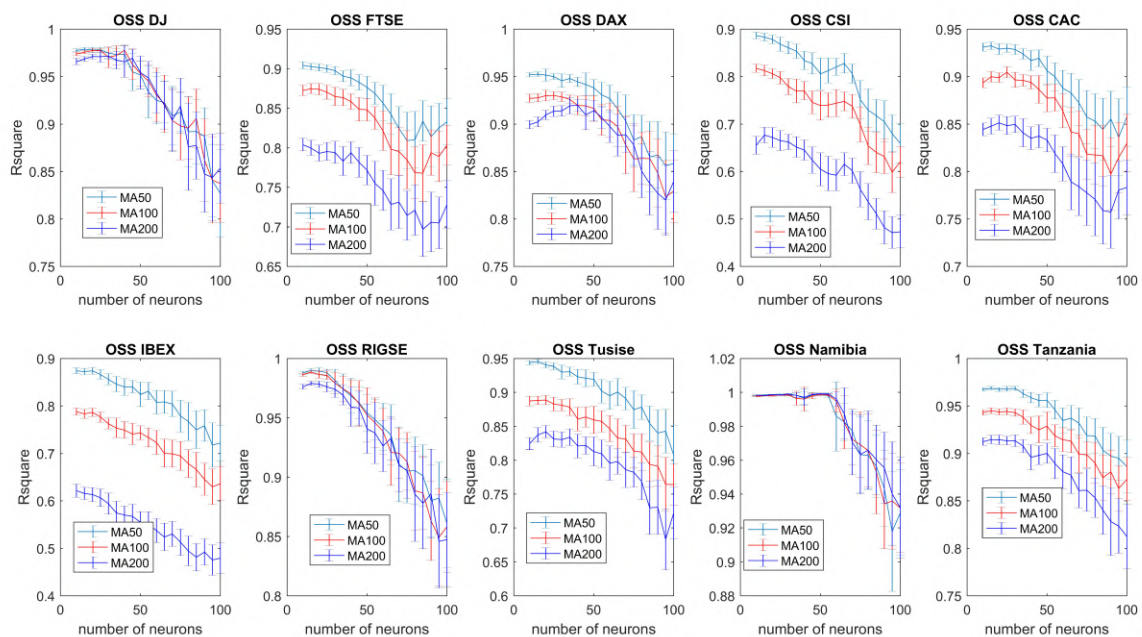 OSS DJ
Rsquare
1
0.95
0.9
0.85
0.8
0.75
MA50
MA100
MA200
0 50 100
number of neurons
OSS FTSE
Rsquare
0.95
0.9
0.85
0.8
0.75
0.7
0.65
MA50
MA100
MA200
0 50 100
number of neurons
OSS DAX
Rsquare
1
0.95
0.9
0.85
0.8
0.75
MA50
MA100
MA200
0 50 100
number of neurons
OSS CSI
Rsquare
0.9
0.8
0.7
0.6
0.5
0.4
MA50
MA100
MA200
0 50 100
number of neurons
OSS CAC
Rsquare
0.95
0.9
0.85
0.8
0.75
0.7
MA50
MA100
MA200
0 50 100
number of neurons
OSS IBEX
Rsquare
0.9
0.8
0.7
0.6
0.5
0.4
MA50
MA100
MA200
0 50 100
number of neurons
OSS RIGSE
Rsquare
1
0.95
0.9
0.85
0.8
MA50
MA100
MA200
0 50 100
number of neurons
OSS Tusise
Rsquare
0.95
0.9
0.85
0.8
0.75
0.7
0.65
0.6
MA50
MA100
MA200
0 50 100
number of neurons
OSS Namibia
Rsquare
1.02
1
0.98
0.96
0.94
0.92
0.9
0.88
MA50
MA100
MA200
0 50 100
number of neurons
OSS Tanzania
Rsquare
1
0.95
0.9
0.85
0.8
0.75
MA50
MA100
MA200
0 50 100
number of neurons